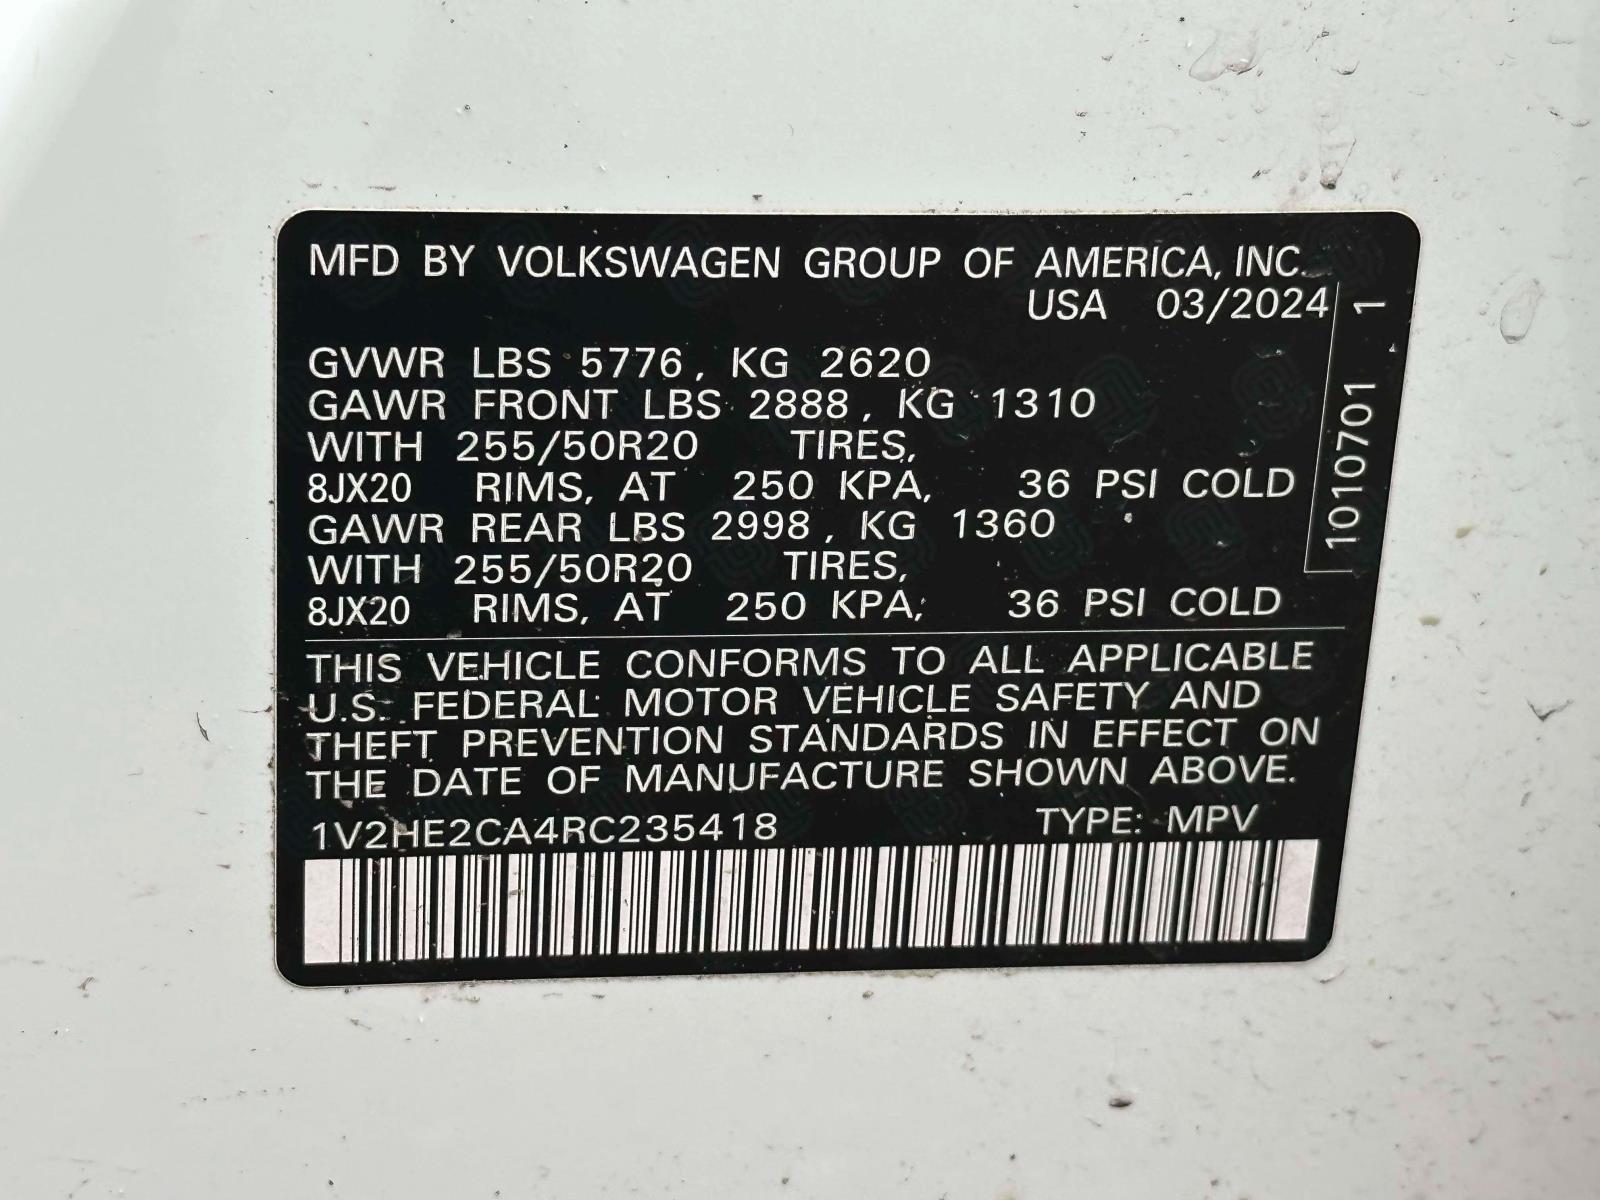 MFD BY VOLKSWAGEN GROUP OF AMERICA, INC.
USA 03/2024
GVWR LBS 5776, KG 2620
GAWR FRONT LBS 2888, KG 1310
WITH 255/50R20 TIRES,
8JX20 RIMS, AT 250 KPA, 36 PSI COLD
GAWR REAR LBS 2998, KG 1360
WITH 255/50R20 TIRES,
8JX20 RIMS, AT 250 KPA, 36 PSI COLD
1010701 1
THIS VEHICLE CONFORMS TO ALL APPLICABLE
U.S. FEDERAL MOTOR VEHICLE SAFETY AND
THEFT PREVENTION STANDARDS IN EFFECT ON
THE DATE OF MANUFACTURE SHOWN ABOVE.
1V2HE2CA4RC235418 TYPE: MPV